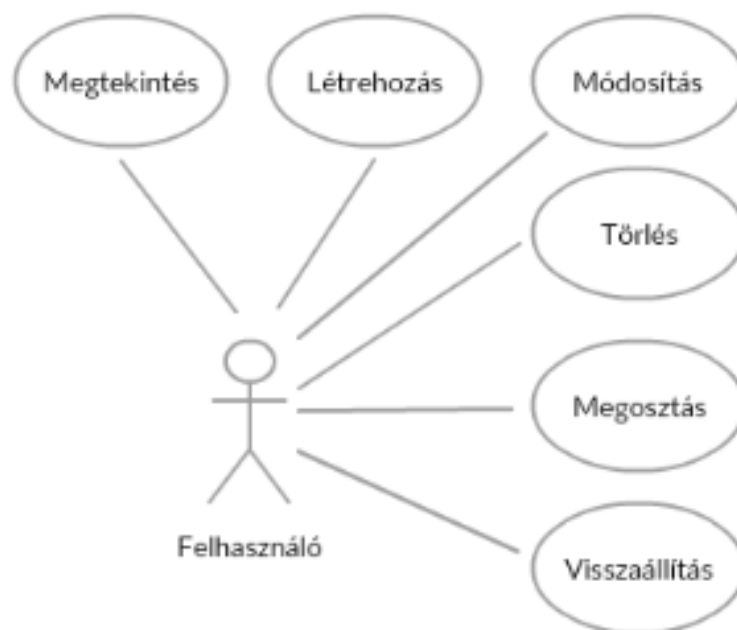 Megtekintés
Létrehozás
Módosítás
Törlés
Megosztás
Visszaállítás
Felhasználó